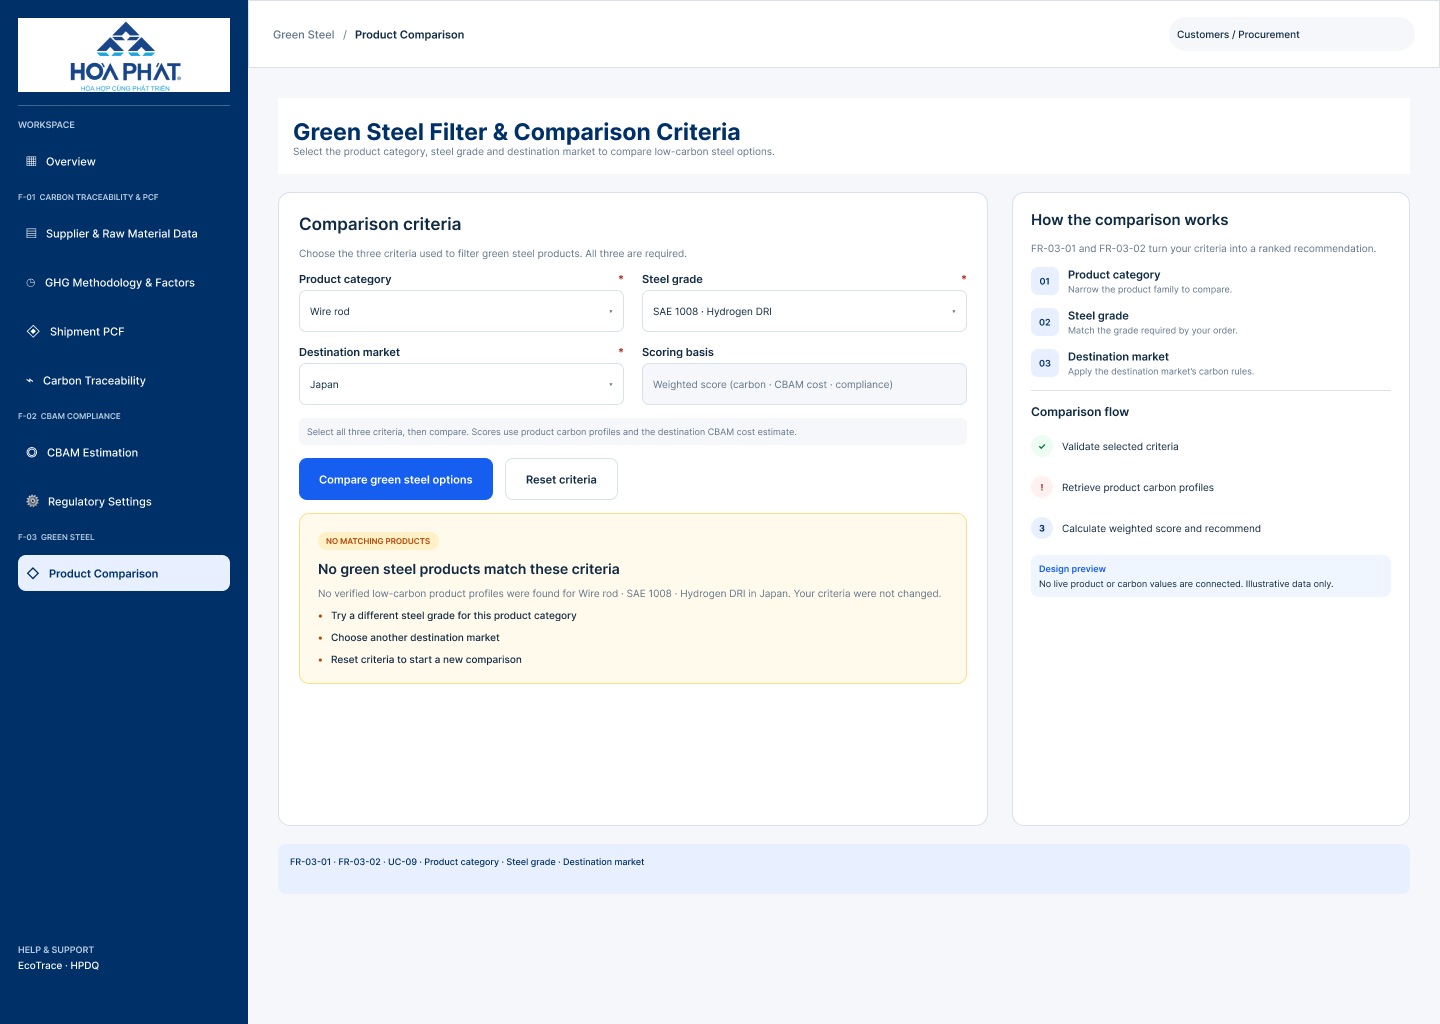 HÒA PHÁT
HÒA HỢP CÙNG PHÁT TRIỂN
WORKSPACE
Overview
F-01 CARBON TRACEABILITY & PCF
Supplier & Raw Material Data
GHG Methodology & Factors
Shipment PCF
Carbon Traceability
F-02 CBAM COMPLIANCE
CBAM Estimation
Regulatory Settings
F-03 GREEN STEEL
Product Comparison
HELP & SUPPORT
EcoTrace · HPDQ
Green Steel / Product Comparison
Customers / Procurement
Green Steel Filter & Comparison Criteria
Select the product category, steel grade and destination market to compare low-carbon steel options.
Comparison criteria
Choose the three criteria used to filter green steel products. All three are required.
Product category *
Steel grade *
Wire rod
SAE 1008 · Hydrogen DRI
Destination market *
Scoring basis
Japan
Weighted score (carbon · CBAM cost · compliance)
Select all three criteria, then compare. Scores use product carbon profiles and the destination CBAM cost estimate.
Compare green steel options
Reset criteria
NO MATCHING PRODUCTS
No green steel products match these criteria
No verified low-carbon product profiles were found for Wire rod · SAE 1008 · Hydrogen DRI in Japan. Your criteria were not changed.
• Try a different steel grade for this product category
• Choose another destination market
• Reset criteria to start a new comparison
How the comparison works
FR-03-01 and FR-03-02 turn your criteria into a ranked recommendation.
01 Product category
Narrow the product family to compare.
02 Steel grade
Match the grade required by your order.
03 Destination market
Apply the destination market's carbon rules.
Comparison flow
✓ Validate selected criteria
! Retrieve product carbon profiles
3 Calculate weighted score and recommend
Design preview
No live product or carbon values are connected. Illustrative data only.
FR-03-01 · FR-03-02 · UC-09 · Product category · Steel grade · Destination market